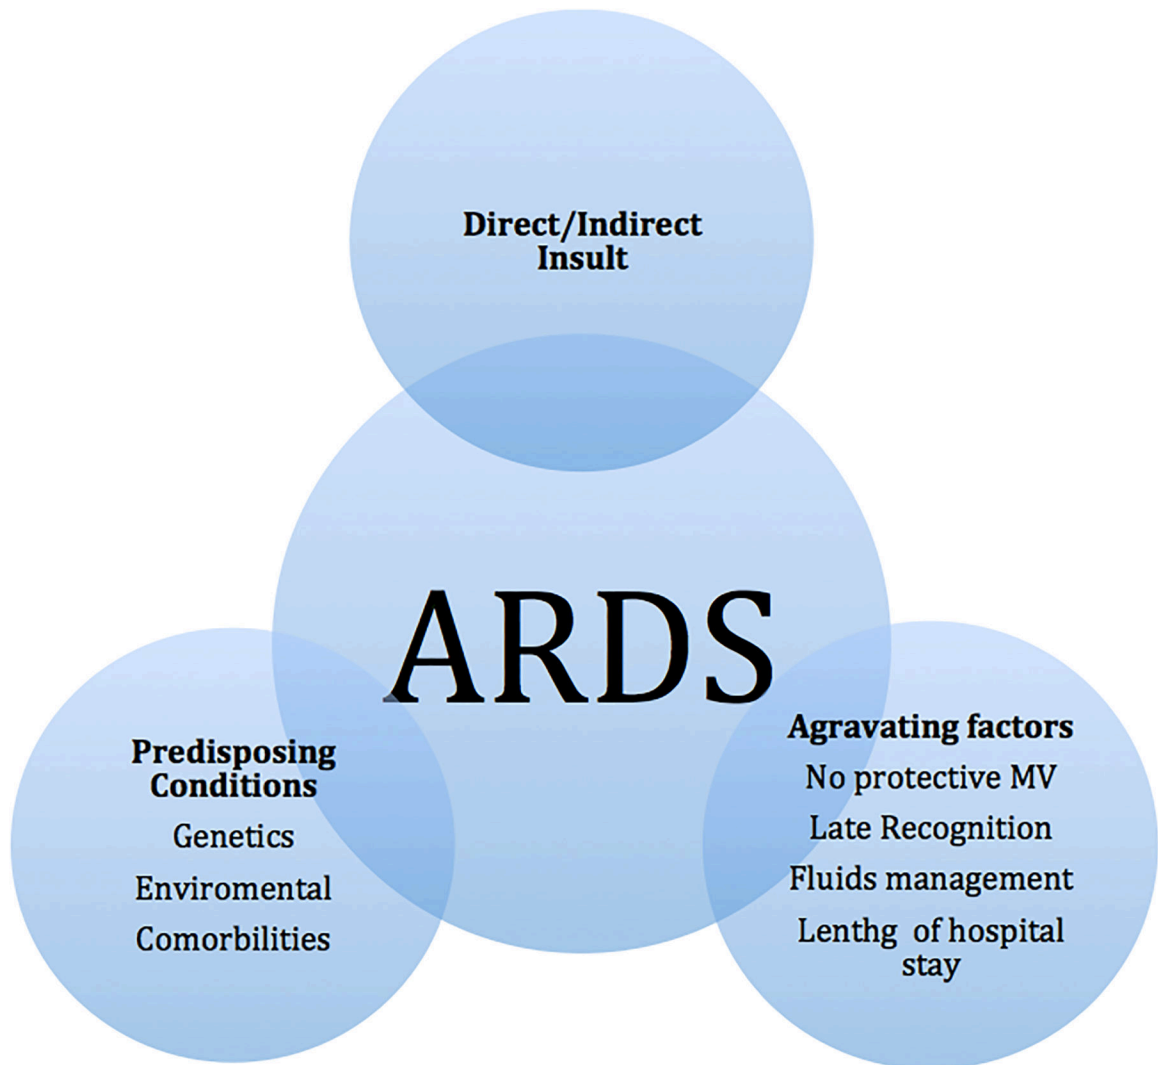 Direct/Indirect
Insult
ARDS
Predisposing
Conditions
Genetics
Enviromental
Comorbilities
Agravating factors
No protective MV
Late Recognition
Fluids management
Lenthg of hospital
stay